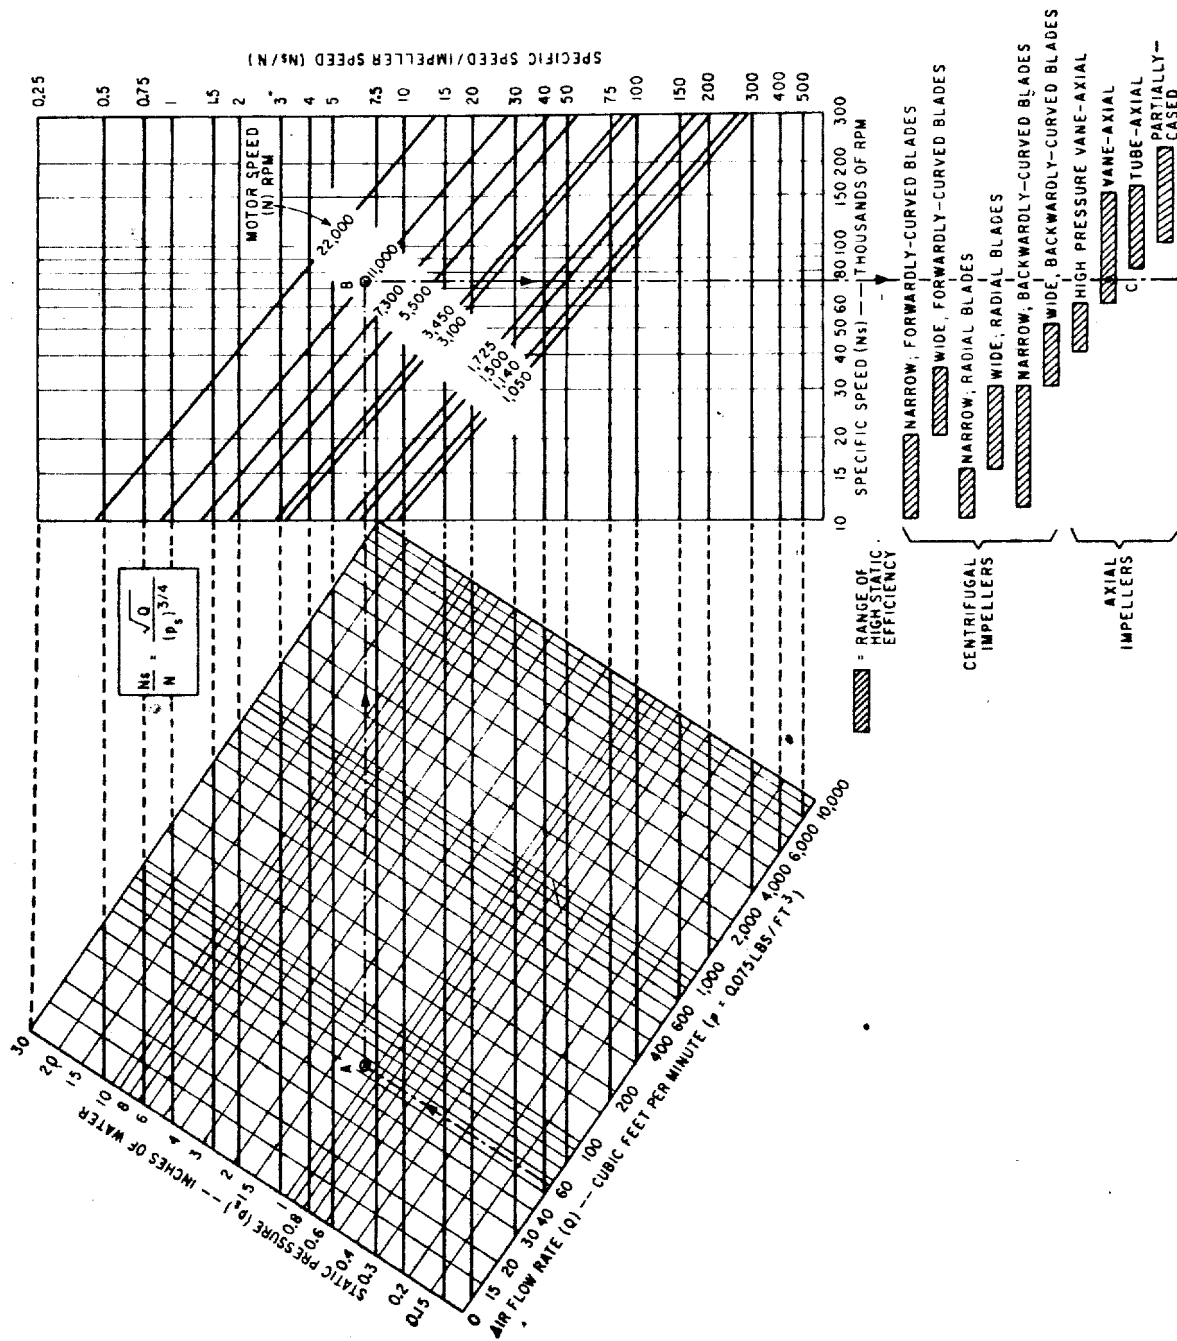 0.25
0.5
0.75
1
1.5
2
3
4
5
7.5
10
20
30
40
50
75
100
150
200
300
400
500
SPECIFIC SPEED/IMPELLER SPEED (Ns/N)
MOTOR SPEED
(N) RPM
22,000
11,000
7,300
5,500
3,450
3,100
1,725
1,500
1,140
1,050
B
10
15
20
30
40
50
60
80
100
150
200
300
SPECIFIC SPEED (Ns) — THOUSANDS OF RPM
Ns/N = √Q/(ps)^3/4
30
20
15
10
8
6
4
3
2
1.5
1
0.8
0.6
0.4
0.3
0.2
0.15
STATIC PRESSURE (ps) -- INCHES OF WATER
A
0
15
20
30
40
60
100
200
400
600
1,000
2,000
4,000
6,000
10,000
AIR FLOW RATE (Q) -- CUBIC FEET PER MINUTE (ρ = 0.075 LBS/FT3)
= RANGE OF
HIGH STATIC
EFFICIENCY
CENTRIFUGAL
IMPELLERS
NARROW, FORWARDLY-CURVED BLADES
WIDE, FORWARDLY-CURVED BLADES
NARROW, RADIAL BLADES
WIDE, RADIAL BLADES
NARROW, BACKWARDLY-CURVED BLADES
WIDE, BACKWARDLY-CURVED BLADES
AXIAL
IMPELLERS
HIGH PRESSURE VANE-AXIAL
VANE-AXIAL
C
TUBE-AXIAL
PARTIALLY-
CASED